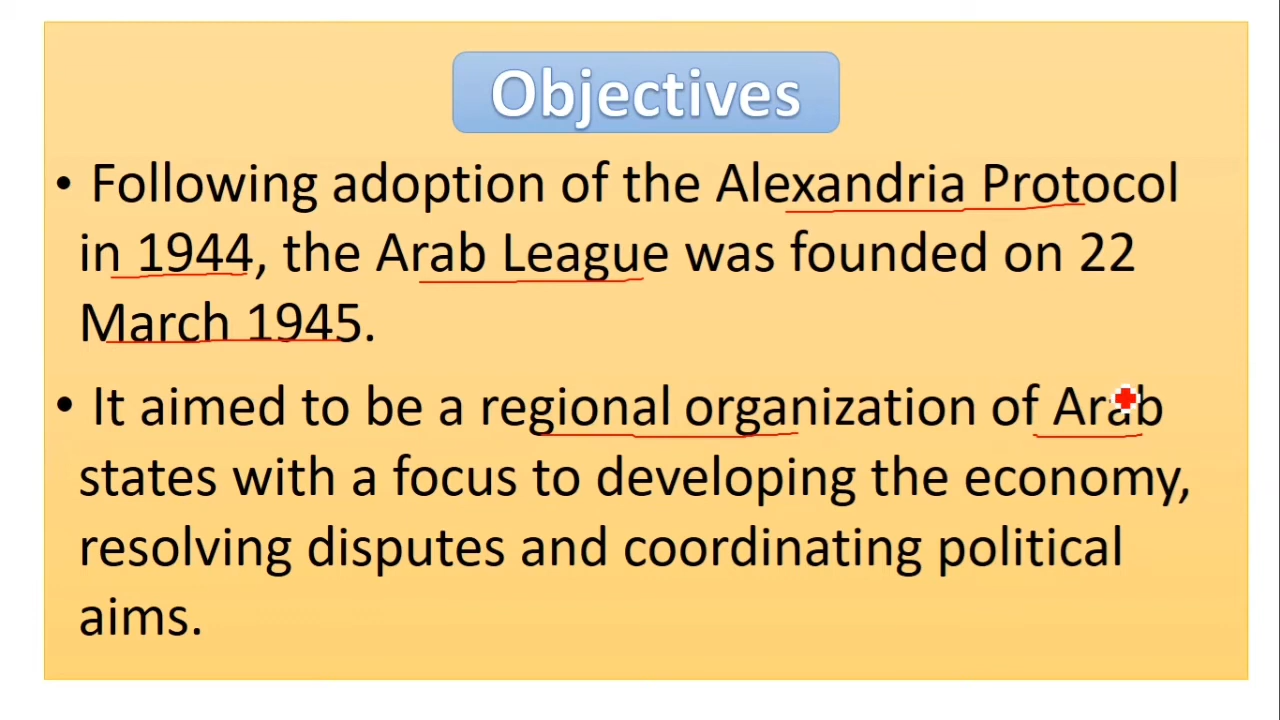 Objectives
• Following adoption of the Alexandria Protocol
in 1944, the Arab League was founded on 22
March 1945.
• It aimed to be a regional organization of Arab
states with a focus to developing the economy,
resolving disputes and coordinating political
aims.